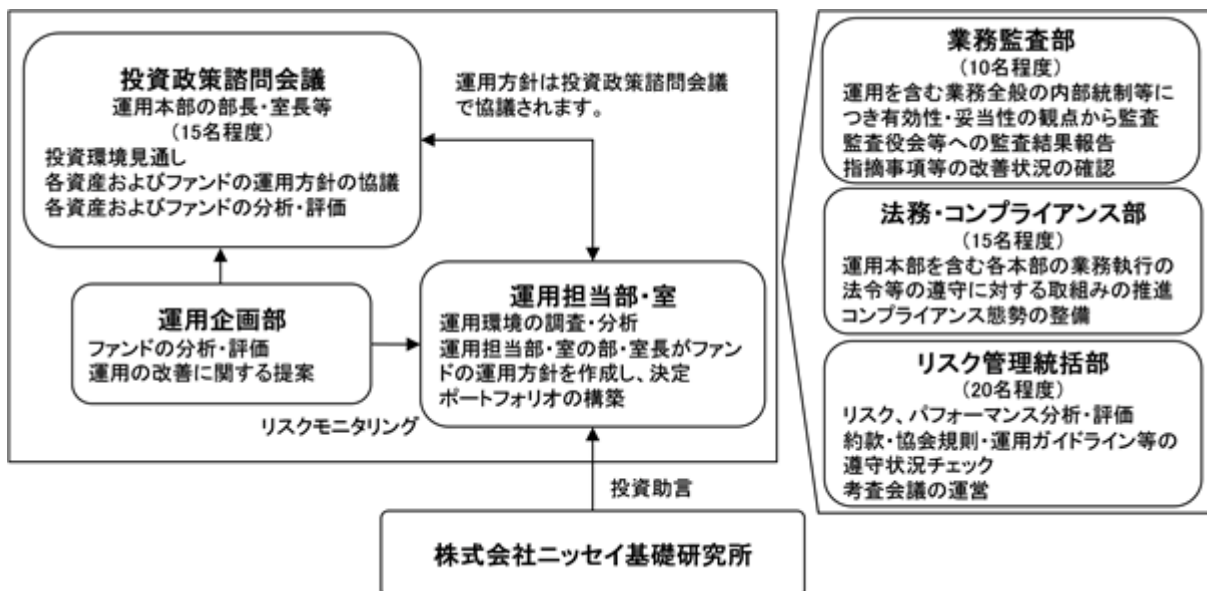 投資政策諮問会議
運用本部の部長・室長等
(15名程度)
投資環境見通し
各資産およびファンドの運用方針の協議
各資産およびファンドの分析・評価
運用方針は投資政策諮問会議
で協議されます。
運用企画部
ファンドの分析・評価
運用の改善に関する提案
リスクモニタリング
運用担当部・室
運用環境の調査・分析
運用担当部・室の部・室長がファン
ドの運用方針を作成し、決定
ポートフォリオの構築
投資助言
株式会社ニッセイ基礎研究所
業務監査部
(10名程度)
運用を含む業務全般の内部統制等に
つき有効性・妥当性の観点から監査
監査役会等への監査結果報告
指摘事項等の改善状況の確認
法務・コンプライアンス部
(15名程度)
運用本部を含む各本部の業務執行の
法令等の遵守に対する取組みの推進
コンプライアンス態勢の整備
リスク管理統括部
(20名程度)
リスク、パフォーマンス分析・評価
約款・協会規則・運用ガイドライン等の
遵守状況チェック
考査会議の運営